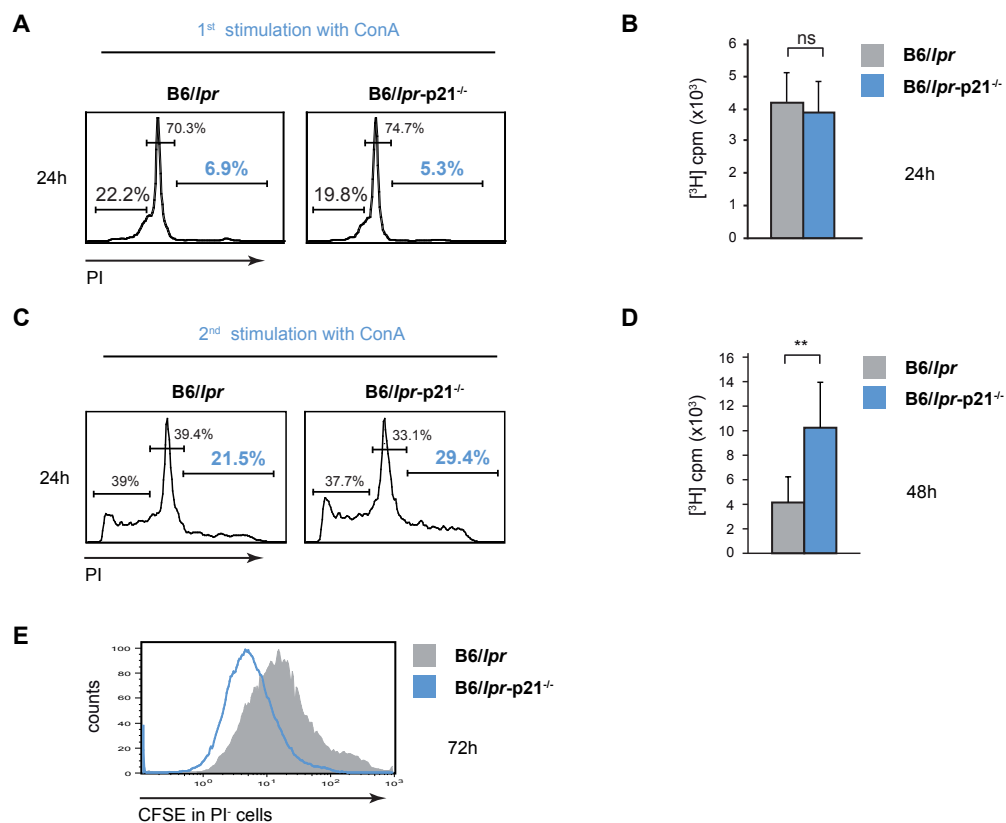 A
1st stimulation with ConA
B6/lpr
B6/lpr-p21-/-
24h
70.3%
6.9%
22.2%
74.7%
5.3%
19.8%
PI
B
ns
[3H] cpm (x103)
6
5
4
3
2
1
0
B6/lpr
B6/lpr-p21-/-
24h
C
2nd stimulation with ConA
B6/lpr
B6/lpr-p21-/-
24h
39.4%
21.5%
39%
33.1%
29.4%
37.7%
PI
D
**
[3H] cpm (x103)
16
14
12
10
8
6
4
2
0
B6/lpr
B6/lpr-p21-/-
48h
E
counts
100
80
60
40
20
0
100
101
102
103
CFSE in PI- cells
B6/lpr
B6/lpr-p21-/-
72h